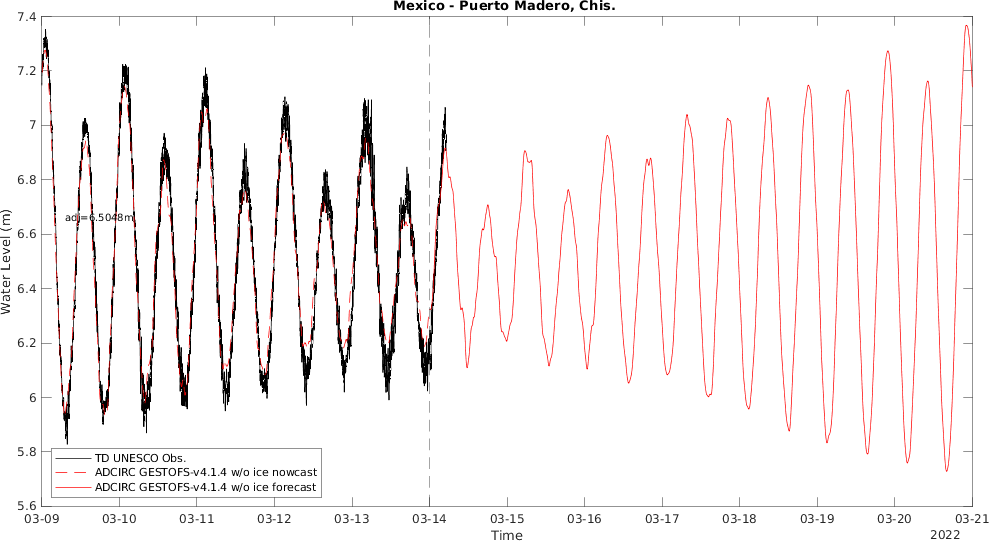 Mexico - Puerto Madero, Chis.
7.4
7.2
7
6.8
6.6
6.4
6.2
6
5.8
5.6
Water Level (m)
adj=6.5048m
TD UNESCO Obs.
ADCIRC GESTOFS-v4.1.4 w/o ice nowcast
ADCIRC GESTOFS-v4.1.4 w/o ice forecast
03-09 03-10 03-11 03-12 03-13 03-14 03-15 03-16 03-17 03-18 03-19 03-20 03-21
Time
2022